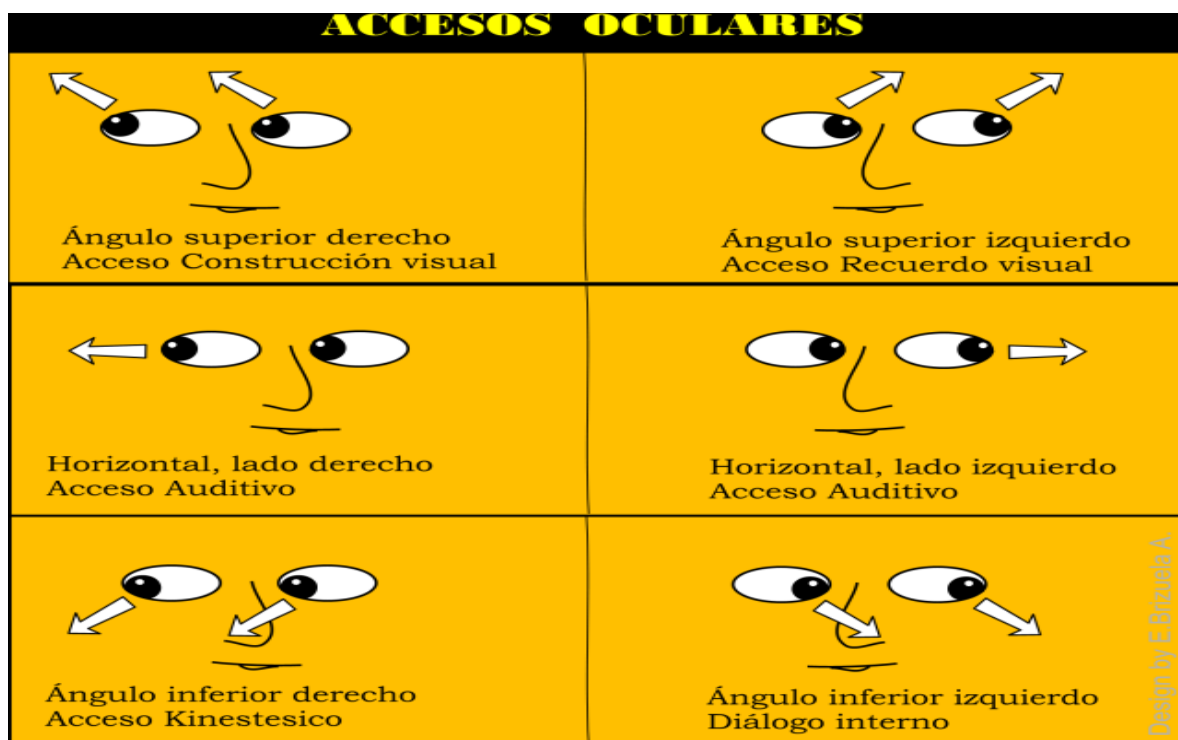 ACCESOS OCULARES
Ángulo superior derecho
Acceso Construcción visual
Ángulo superior izquierdo
Acceso Recuerdo visual
Horizontal, lado derecho
Acceso Auditivo
Horizontal, lado izquierdo
Acceso Auditivo
Ángulo inferior derecho
Acceso Kinestesico
Ángulo inferior izquierdo
Diálogo interno
Design by E.Brizuela A.